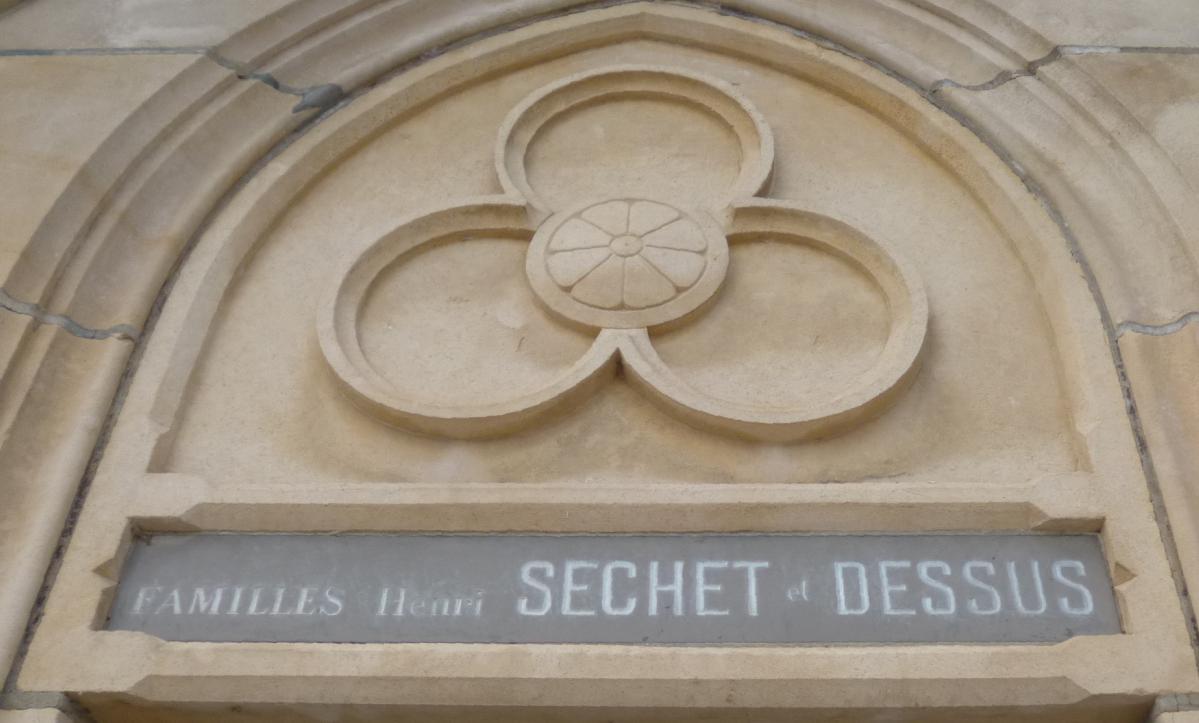 FAMILLES Henri SECHET et DESSUS